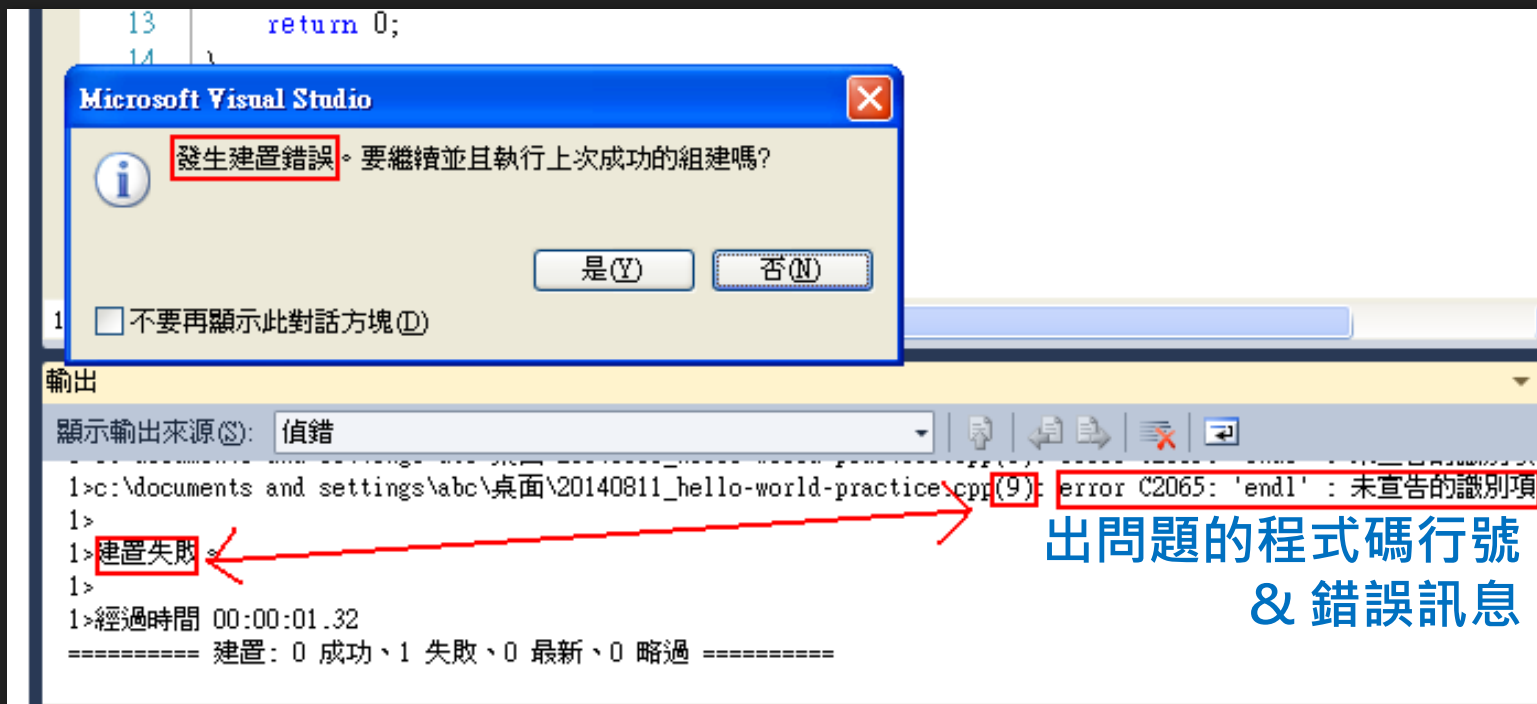 13 return 0;
14 }
Microsoft Visual Studio
發生建置錯誤。要繼續並且執行上次成功的組建嗎?
是(Y) 否(N)
不要再顯示此對話方塊(D)
1
輸出
顯示輸出來源(S): 偵錯
1>c:\documents and settings\abc\桌面\20140811_hello-world-practice.cpp(9): error C2065: 'endl' : 未宣告的識別項
1>
1>建置失敗。
1>
1>經過時間 00:00:01.32
========== 建置: 0 成功、1 失敗、0 最新、0 略過 ==========
出問題的程式碼行號
& 錯誤訊息